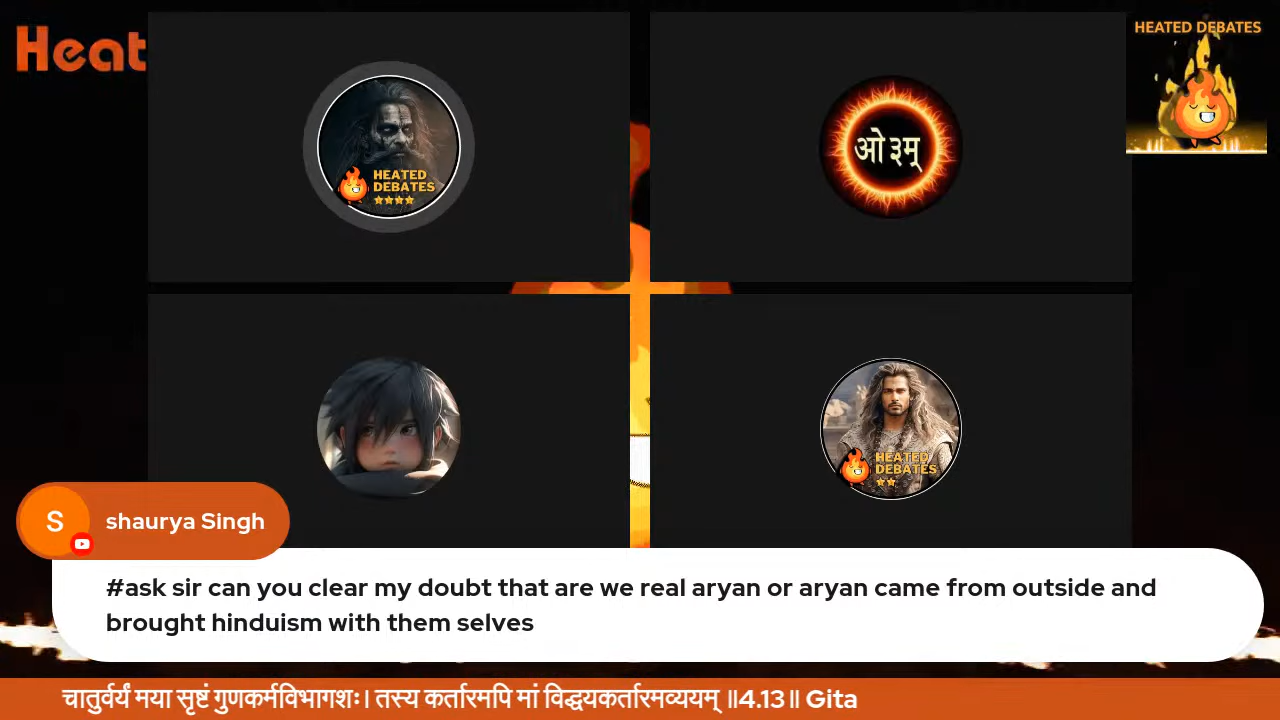 Heat
HEATED DEBATES
HEATED
DEBATES
ओ३म्
HEATED
DEBATES
S
shaurya Singh
#ask sir can you clear my doubt that are we real aryan or aryan came from outside and
brought hinduism with them selves
चातुर्वर्यं मया सृष्टं गुणकर्मविभागशः। तस्य कर्तारमपि मां विद्धयकर्तारमव्ययम् ॥4.13॥ Gita